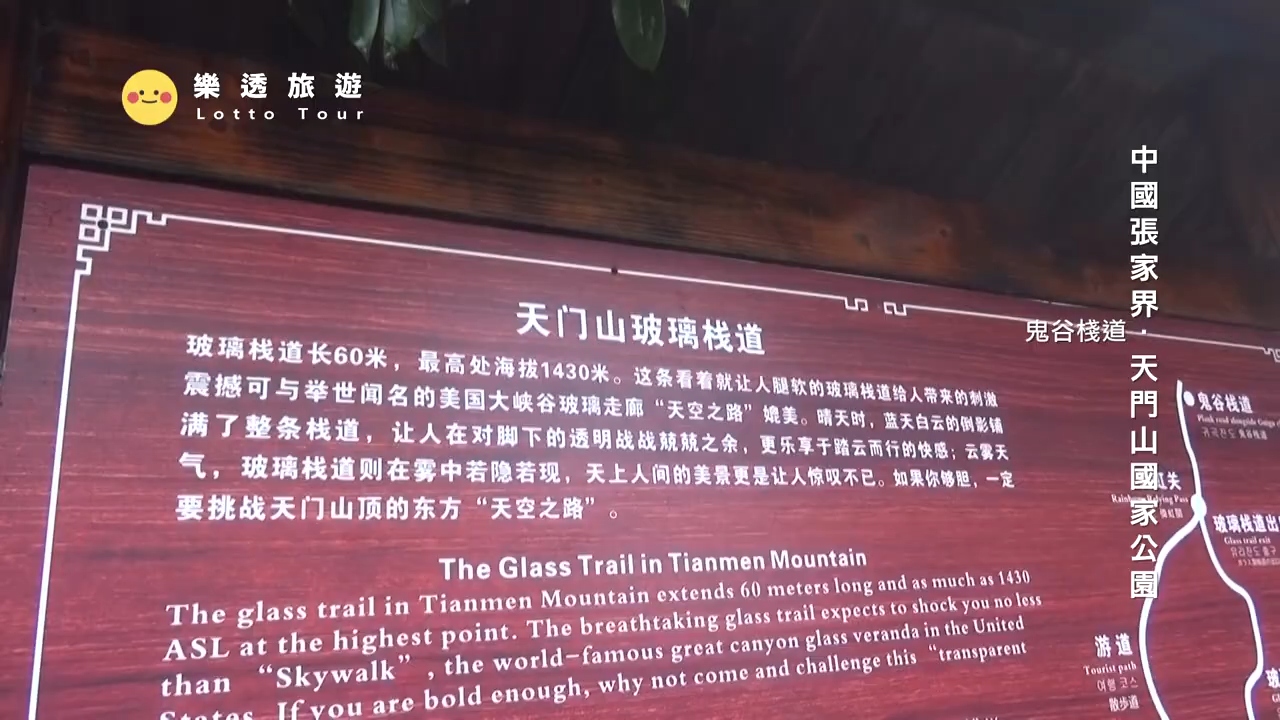 樂透旅遊
Lotto Tour
中國張家界·天門山國家公園
鬼谷棧道
天门山玻璃栈道
玻璃栈道长60米，最高处海拔1430米。这条看着就让人腿软的玻璃栈道给人带来的刺激
震撼可与举世闻名的美国大峡谷玻璃走廊“天空之路”媲美。晴天时，蓝天白云的倒影铺
满了整条栈道，让人在对脚下的透明战战兢兢之余，更乐享于踏云而行的快感；云雾天
气，玻璃栈道则在雾中若隐若现，天上人间的美景更是让人惊叹不已。如果你够胆，一定
要挑战天门山顶的东方“天空之路”。
The Glass Trail in Tianmen Mountain
The glass trail in Tianmen Mountain extends 60 meters long and as much as 1430
ASL at the highest point. The breathtaking glass trail expects to shock you no less
than “Skywalk”, the world-famous great canyon glass veranda in the United
States. If you are bold enough, why not come and challenge this “transparent
鬼谷栈道
Plank road alongside
玻璃栈道出
Glass trail exit
游道
Tourist path
여행 코스
散步道
玻